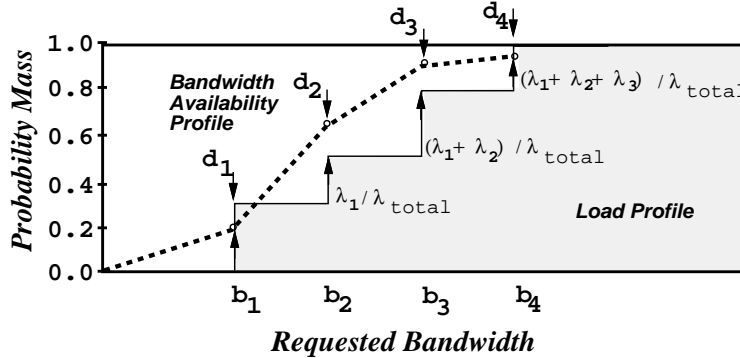 d1 d2 d3 d4
Probability Mass
1.0
0.8
0.6
0.4
0.2
0.0
Bandwidth
Availability
Profile
(λ1+ λ2+ λ3) / λtotal
(λ1+ λ2) / λtotal
λ1/ λtotal
Load Profile
b1 b2 b3 b4
Requested Bandwidth